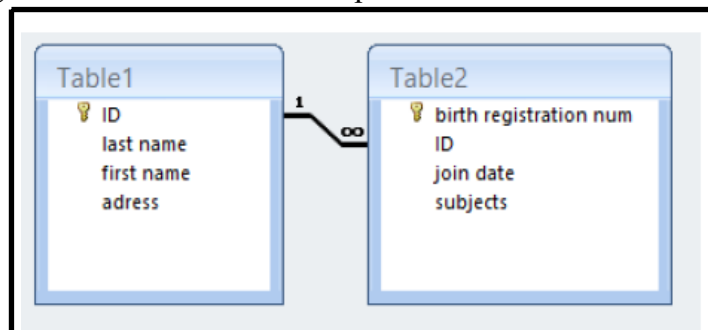 Table1
ID
last name
first name
adress
1
∞
Table2
birth registration num
ID
join date
subjects